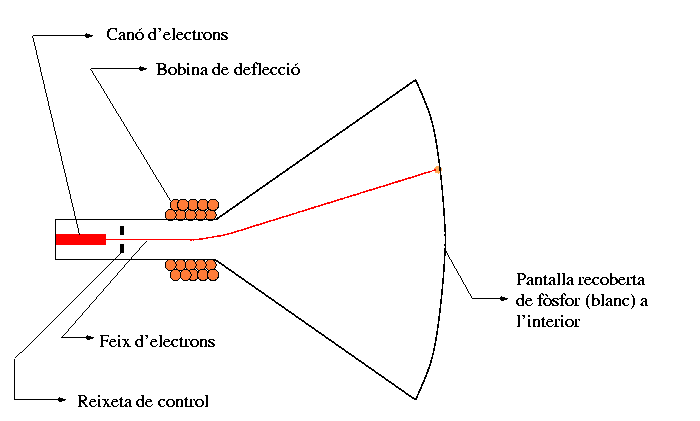 Canó d'electrons
Bobina de deflecció
Pantalla recoberta
de fòsfor (blanc) a
l'interior
Feix d'electrons
Reixeta de control